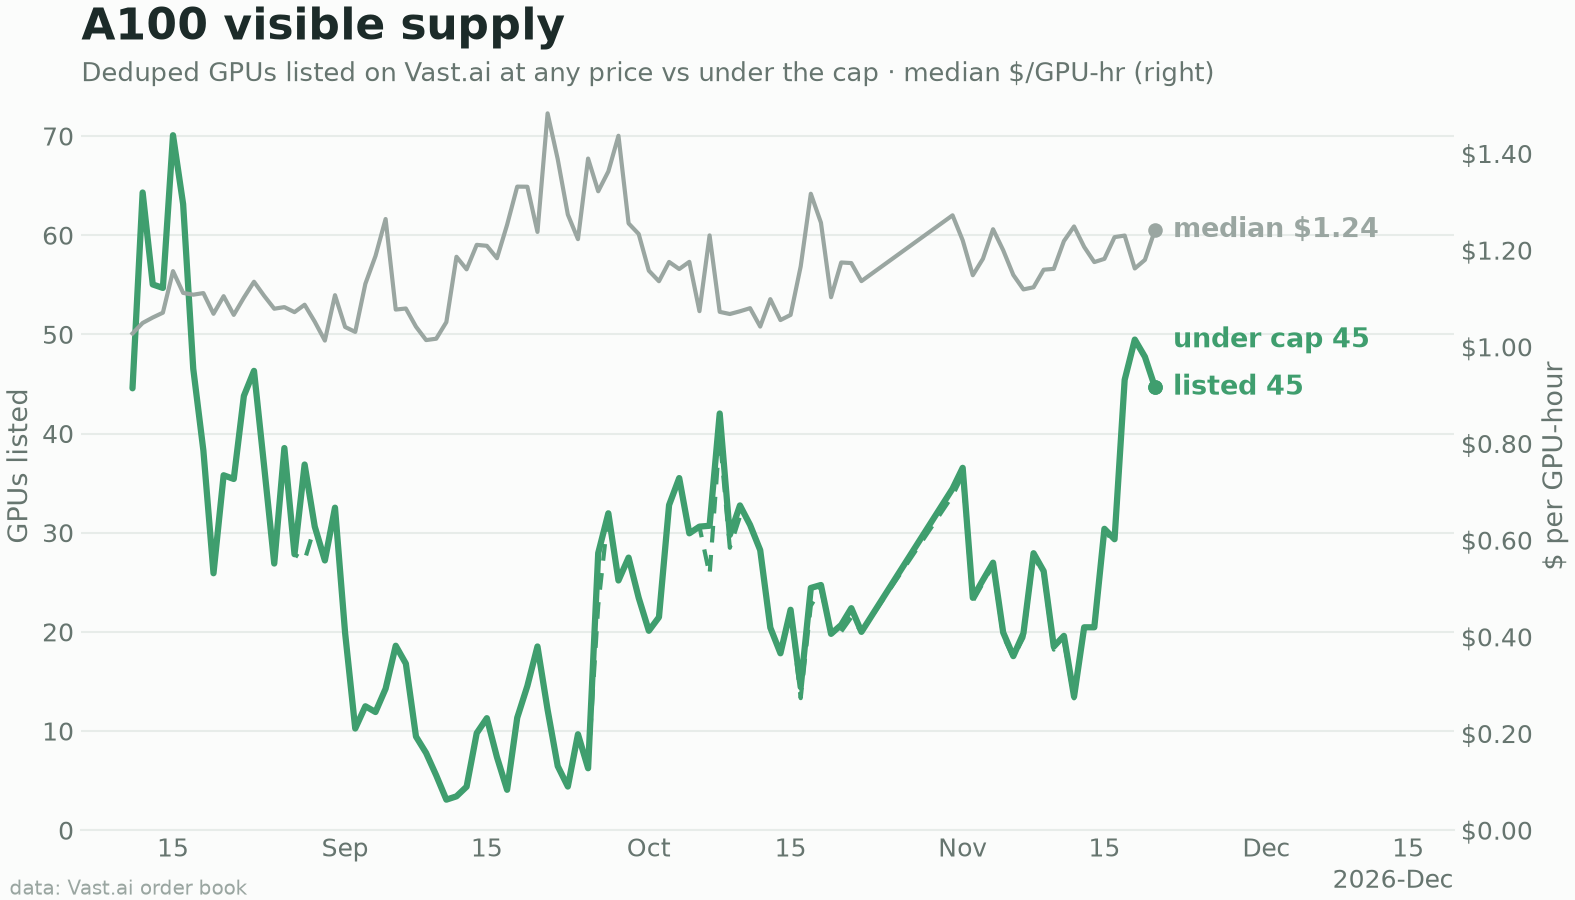 A100 visible supply
Deduped GPUs listed on Vast.ai at any price vs under the cap · median $/GPU-hr (right)
GPUs listed
70
60
50
40
30
20
10
0
$1.40
$1.20
$1.00
$0.80
$0.60
$0.40
$0.20
$0.00
$ per GPU-hour
median $1.24
under cap 45
listed 45
15
Sep
15
Oct
15
Nov
15
Dec
15
2026-Dec
data: Vast.ai order book